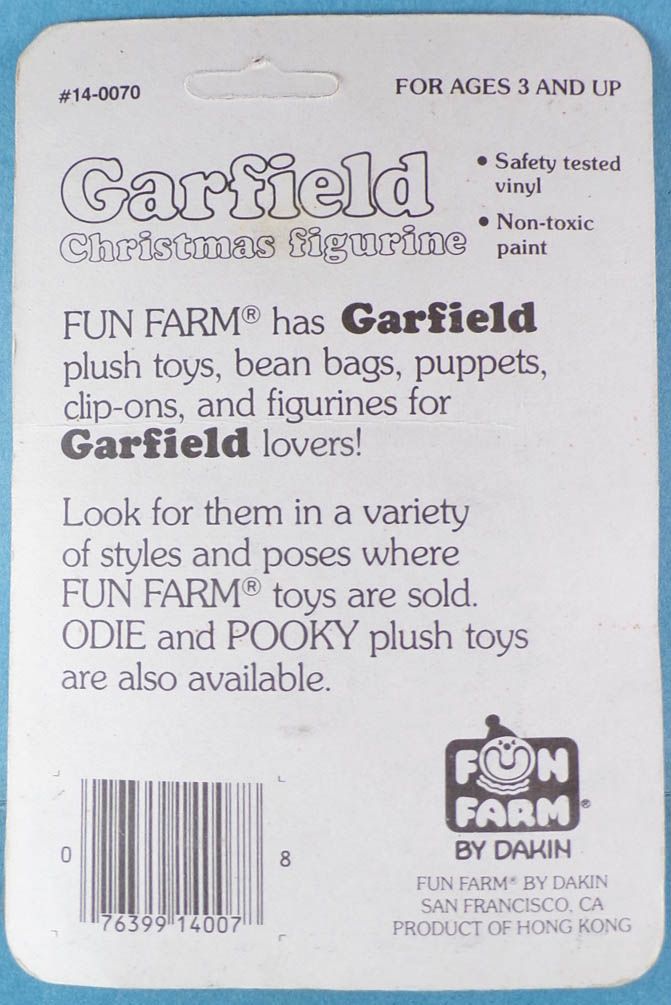 #14-0070
FOR AGES 3 AND UP
Garfield
Christmas figurine
• Safety tested
vinyl
• Non-toxic
paint
FUN FARM® has Garfield
plush toys, bean bags, puppets,
clip-ons, and figurines for
Garfield lovers!
Look for them in a variety
of styles and poses where
FUN FARM® toys are sold.
ODIE and POOKY plush toys
are also available.
0 76399 14007 8
FUN
FARM®
BY DAKIN
FUN FARM® BY DAKIN
SAN FRANCISCO, CA
PRODUCT OF HONG KONG